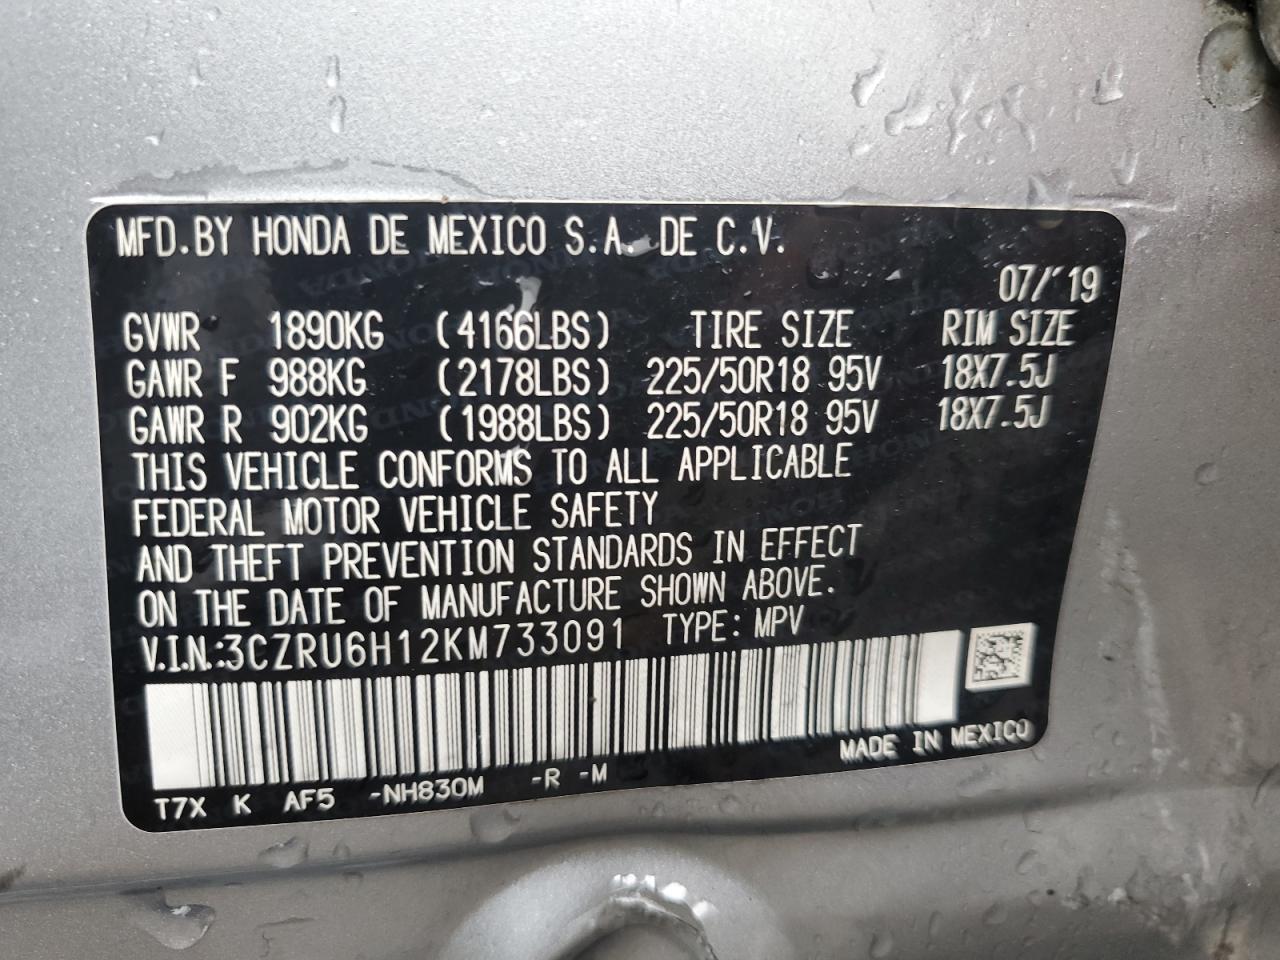 MFD.BY HONDA DE MEXICO S.A. DE C.V.
07/'19
GVWR 1890KG (4166LBS) TIRE SIZE RIM SIZE
GAWR F 988KG (2178LBS) 225/50R18 95V 18X7.5J
GAWR R 902KG (1988LBS) 225/50R18 95V 18X7.5J
THIS VEHICLE CONFORMS TO ALL APPLICABLE
FEDERAL MOTOR VEHICLE SAFETY
AND THEFT PREVENTION STANDARDS IN EFFECT
ON THE DATE OF MANUFACTURE SHOWN ABOVE.
V.I.N.:3CZRU6H12KM733091 TYPE: MPV
MADE IN MEXICO
T7X K AF5 -NH830M -R -M